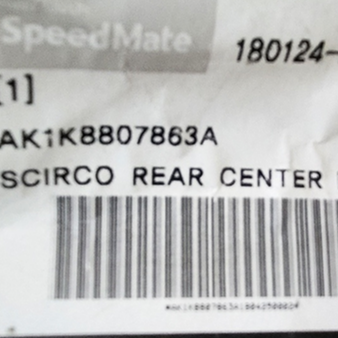 SpeedMate
180124-
[1]
AK1K8807863A
SCIRCO REAR CENTER